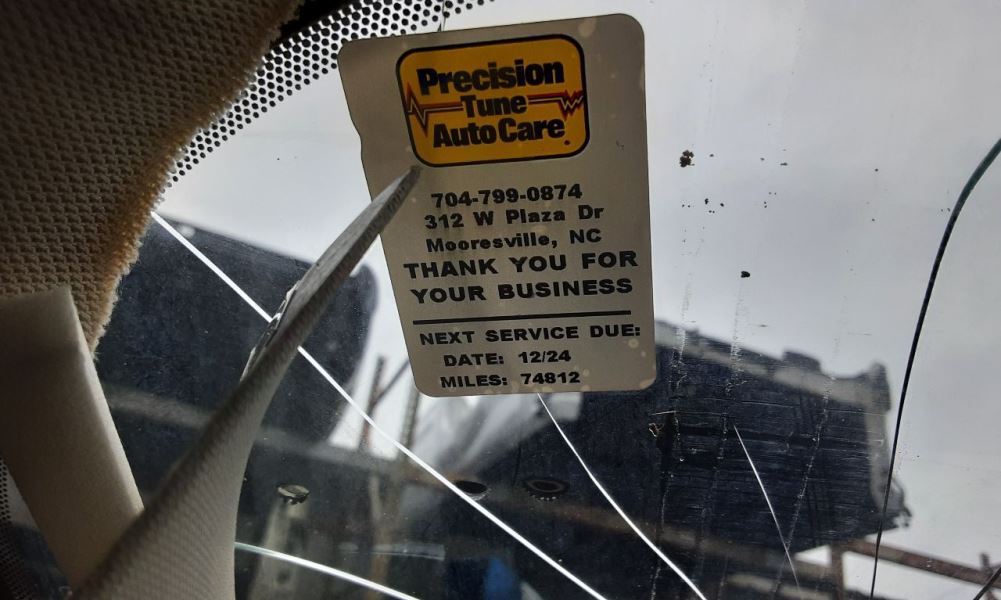 Precision
Tune
Auto Care.
704-799-0874
312 W Plaza Dr
Mooresville, NC
THANK YOU FOR
YOUR BUSINESS
NEXT SERVICE DUE:
DATE: 12/24
MILES: 74812